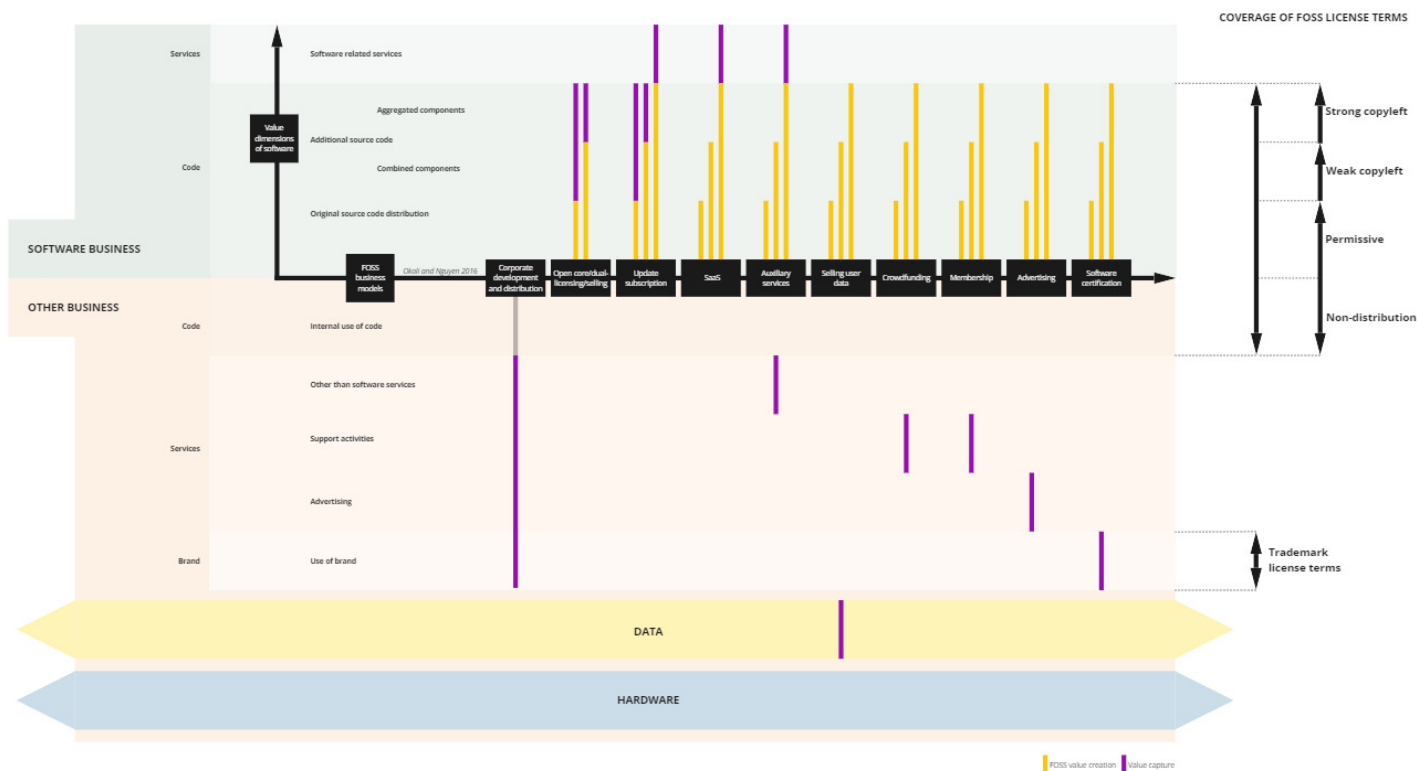 COVERAGE OF FOSS LICENSE TERMS
Services
Software related services
Aggregated components
Strong copyleft
Value
dimensions
of software
Additional source code
Code
Combined components
Weak copyleft
Original source code distribution
Permissive
SOFTWARE BUSINESS
FOSS
business
models
Okoli and Nguyen 2016
Corporate
development
and distribution
Open core/dual-
licensing/selling
Update
subscription
SaaS
Auxiliary
services
Selling user
data
Crowdfunding
Membership
Advertising
Software
certification
OTHER BUSINESS
Code
Internal use of code
Non-distribution
Other than software services
Support activities
Services
Advertising
Brand
Use of brand
Trademark
license terms
DATA
HARDWARE
FOSS value creation
Value capture